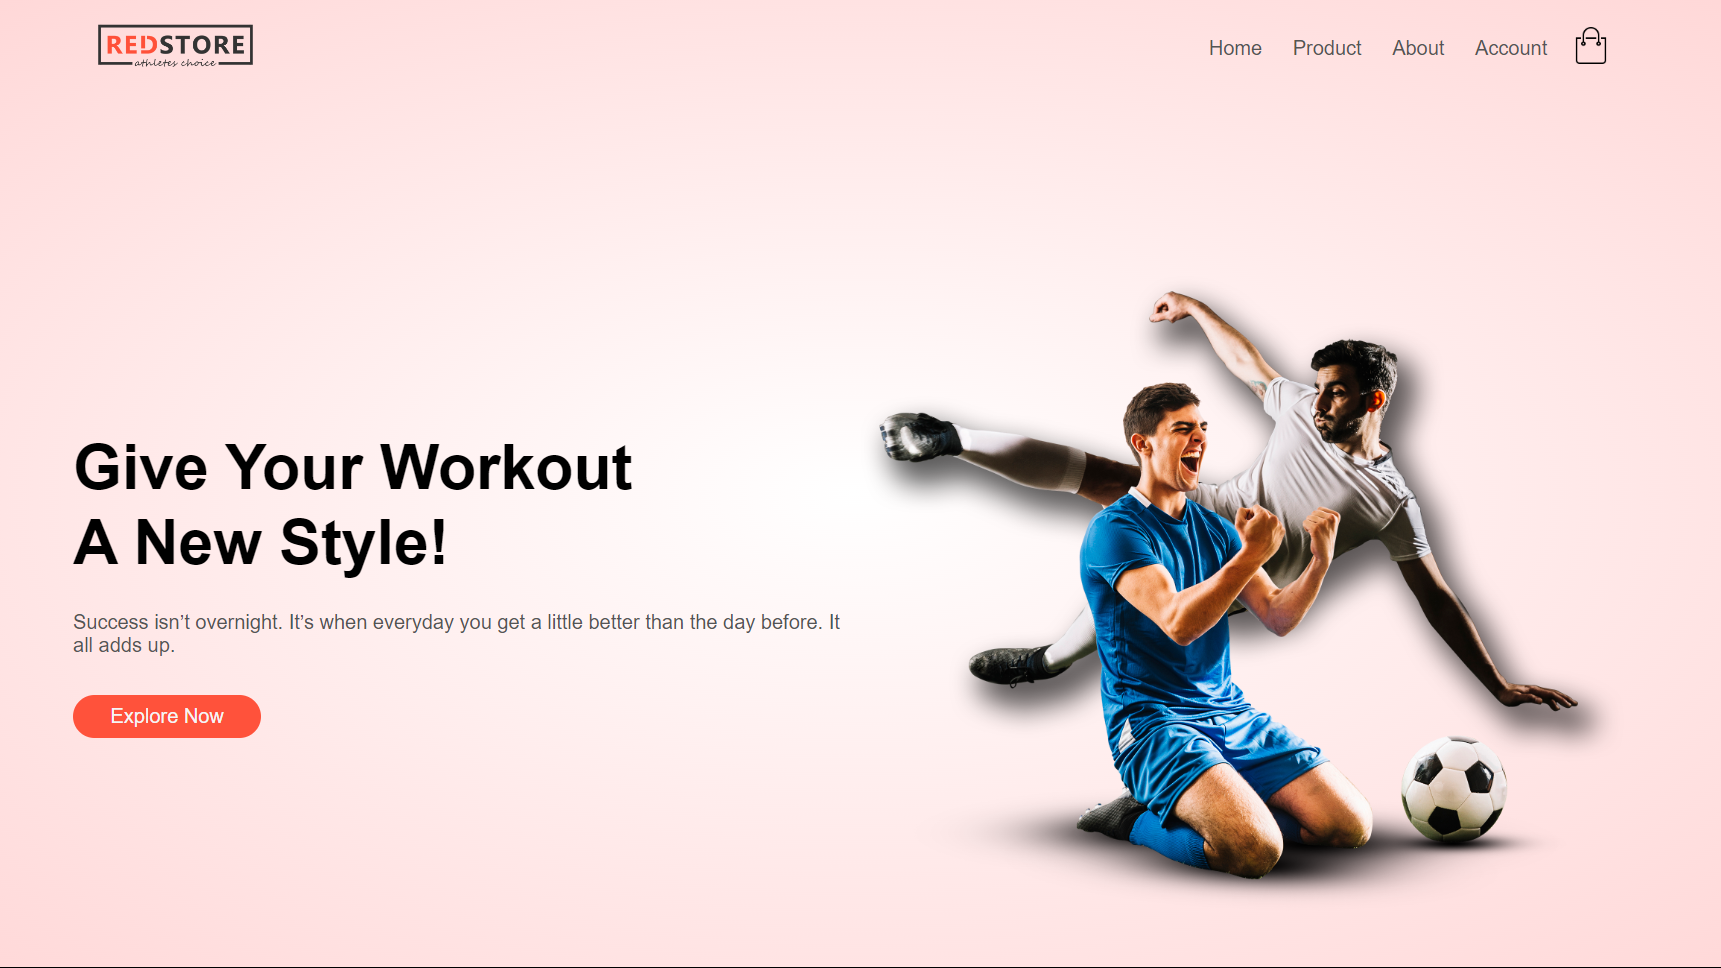 REDSTORE
athletes choice
Home Product About Account
Give Your Workout
A New Style!
Success isn’t overnight. It’s when everyday you get a little better than the day before. It
all adds up.
Explore Now